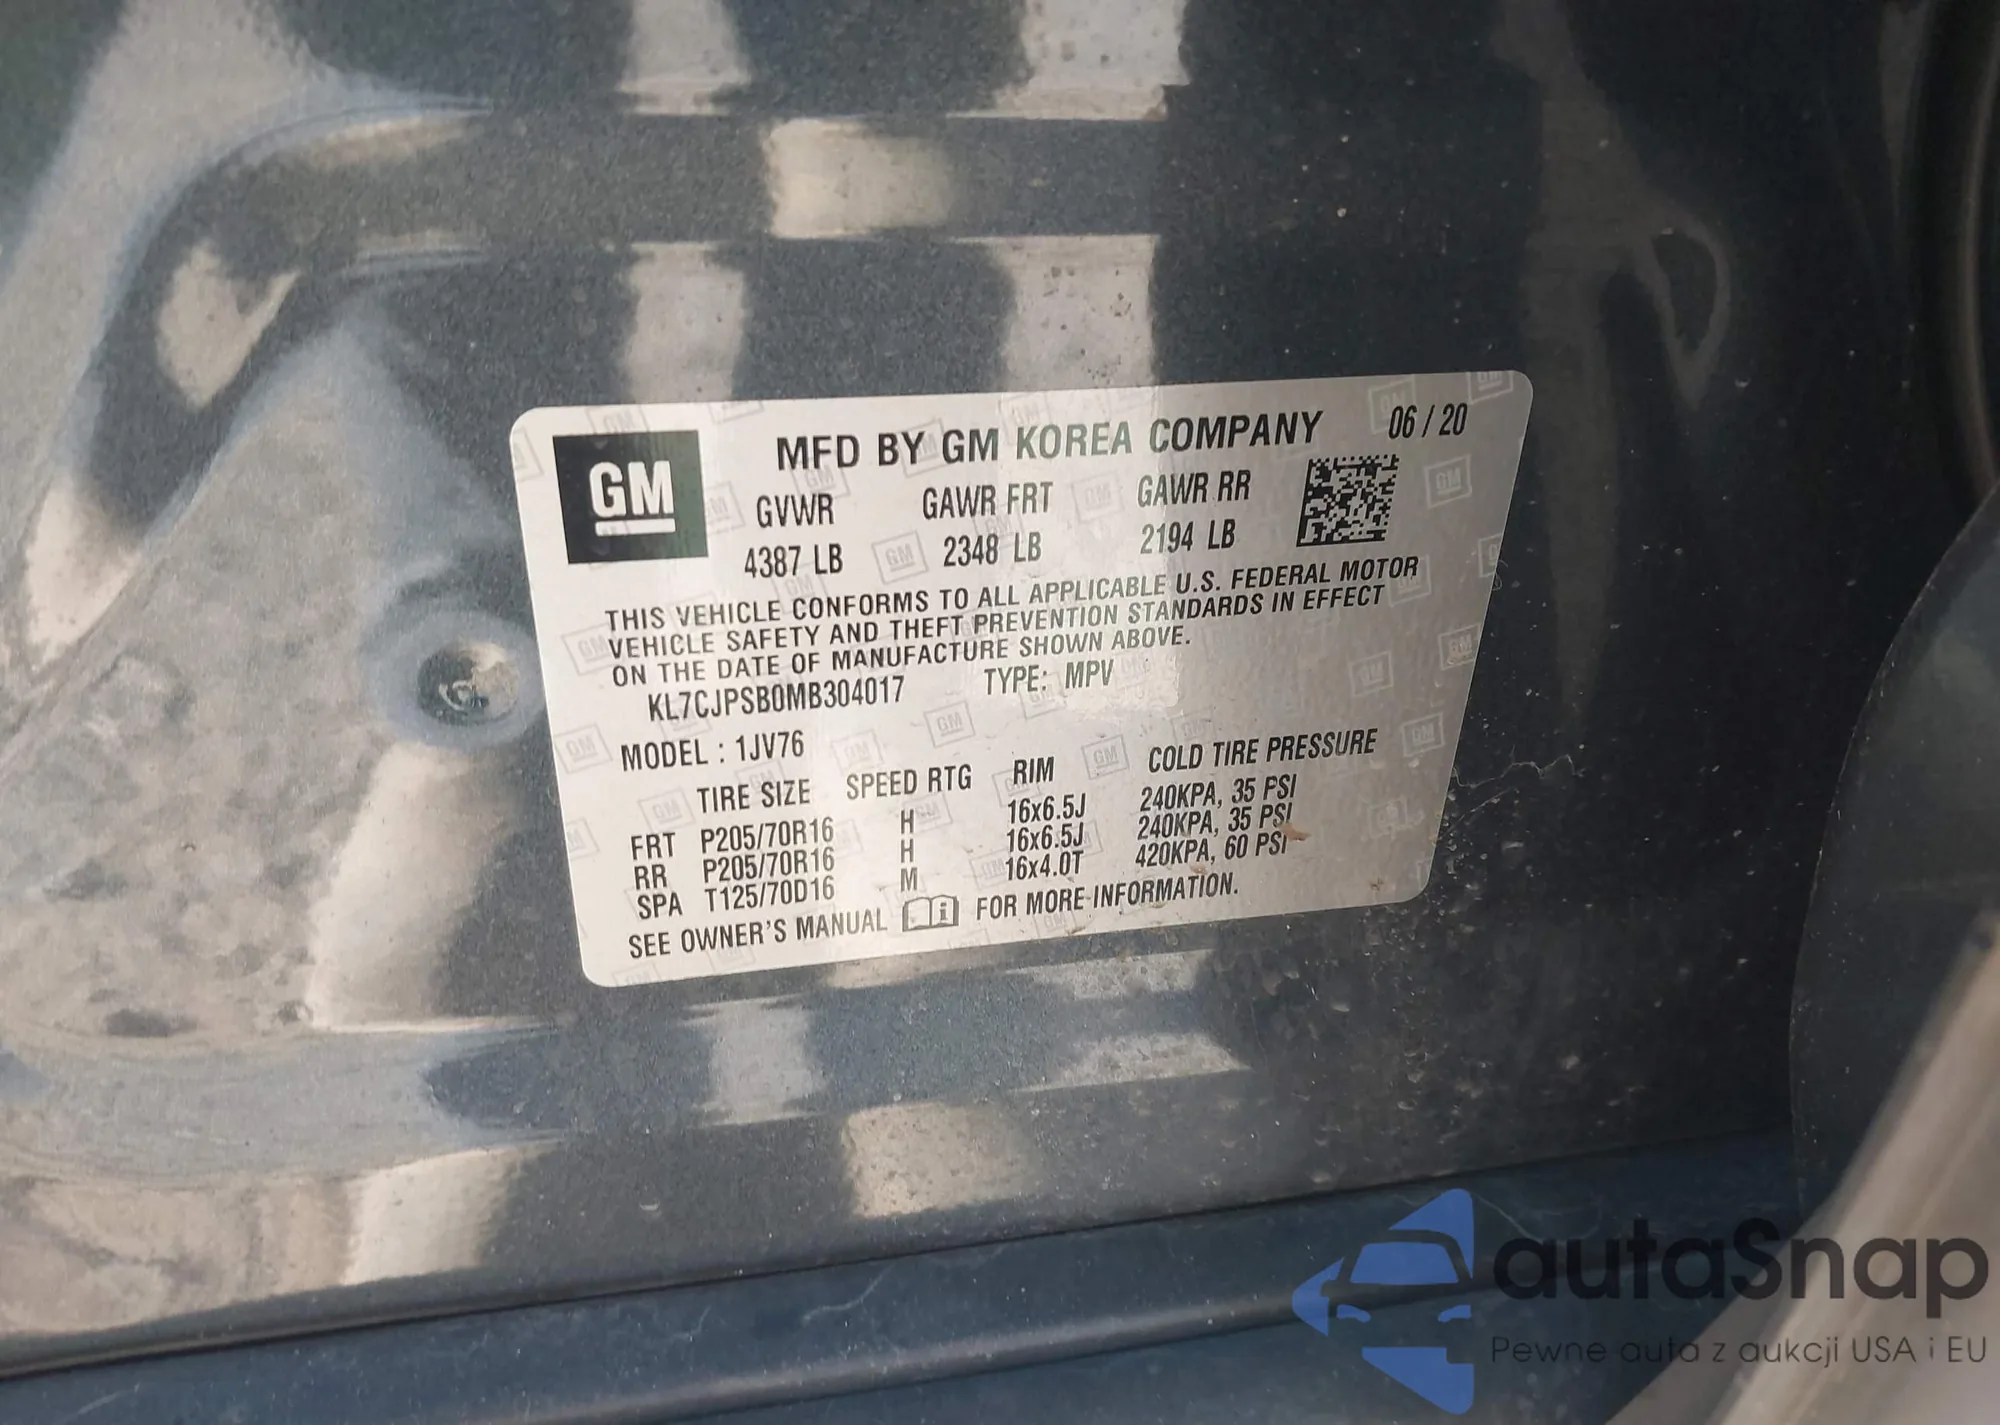 GM
MFD BY GM KOREA COMPANY 06 / 20
GVWR GAWR FRT GAWR RR
4387 LB 2348 LB 2194 LB
THIS VEHICLE CONFORMS TO ALL APPLICABLE U.S. FEDERAL MOTOR
VEHICLE SAFETY AND THEFT PREVENTION STANDARDS IN EFFECT
ON THE DATE OF MANUFACTURE SHOWN ABOVE.
KL7CJPSB0MB304017 TYPE: MPV
MODEL : 1JV76
TIRE SIZE SPEED RTG RIM COLD TIRE PRESSURE
FRT P205/70R16 H 16x6.5J 240KPA, 35 PSI
RR P205/70R16 H 16x6.5J 240KPA, 35 PSI
SPA T125/70D16 M 16x4.0T 420KPA, 60 PSI
SEE OWNER'S MANUAL FOR MORE INFORMATION.
autaSnap
Pewne auta z aukcji USA i EU